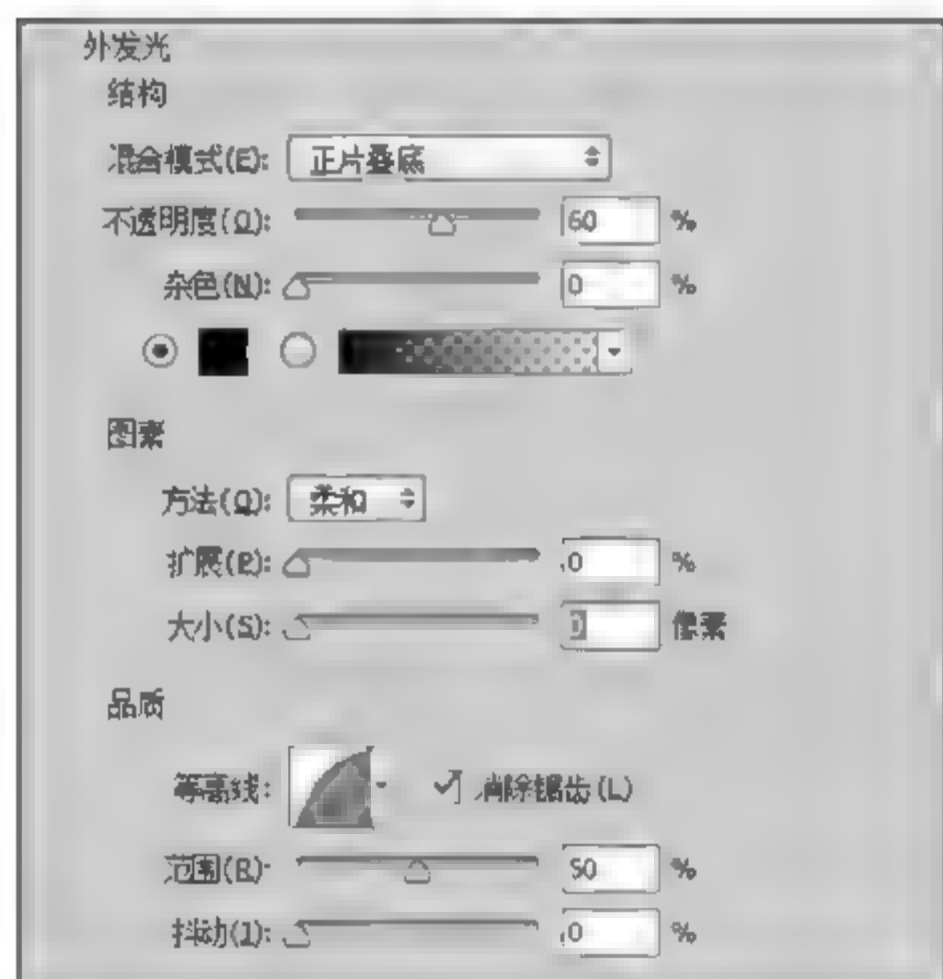 外发光
结构
混合模式(E): 正片叠底
不透明度(O): 60 %
杂色(N): 0 %
图素
方法(Q): 柔和
扩展(P): 0 %
大小(S): 0 像素
品质
等高线: 消除锯齿(L)
范围(R): 50 %
抖动(J): 0 %